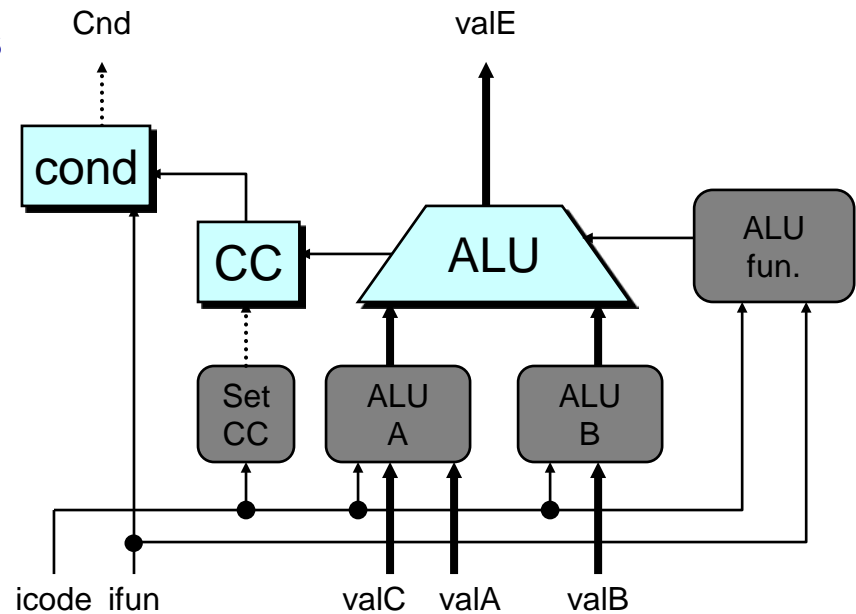 Cnd
valE
cond
CC
ALU
ALU
fun.
Set
CC
ALU
A
ALU
B
icode
ifun
valC
valA
valB